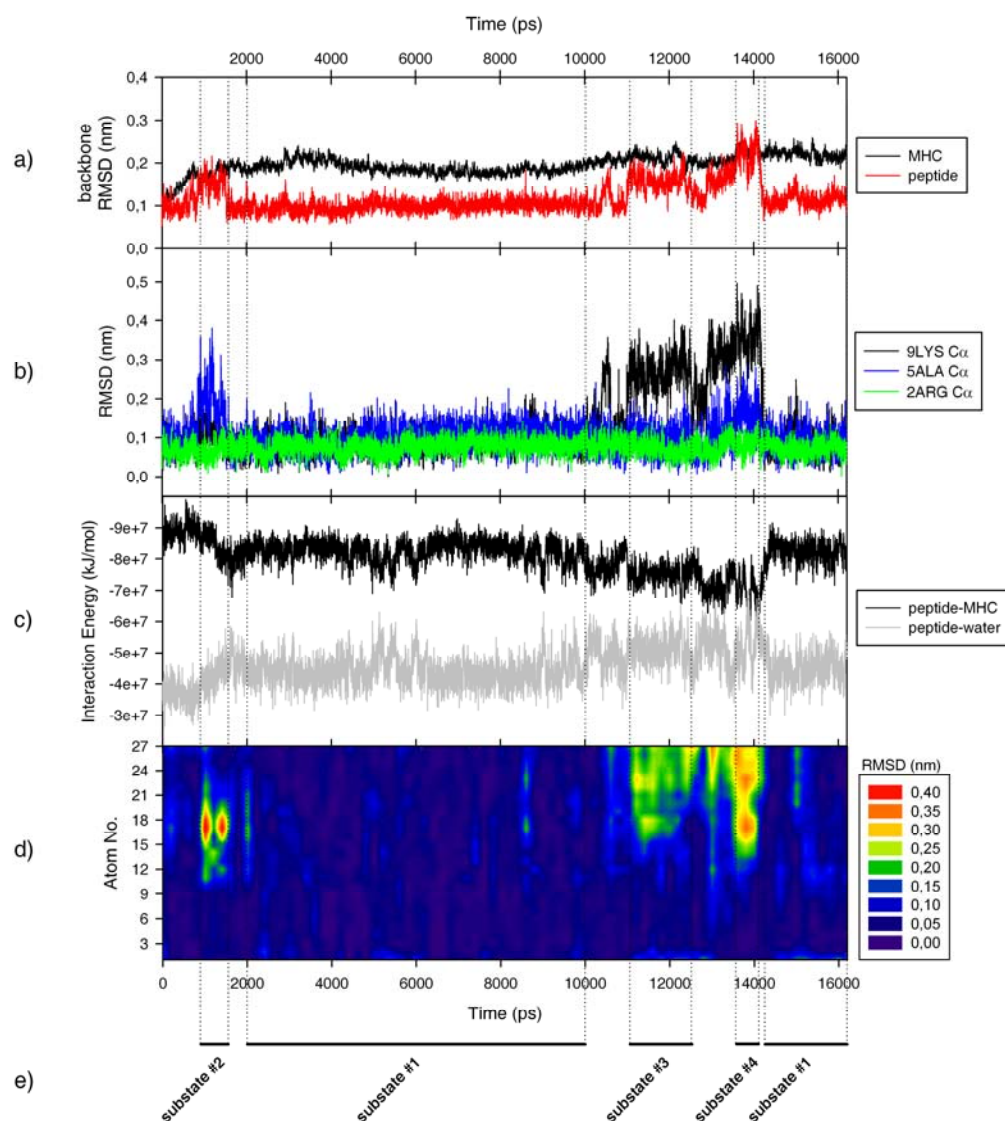 Time (ps)
2000 4000 6000 8000 10000 12000 14000 16000
a)
backbone
RMSD (nm)
0,4
0,3
0,2
0,1
0,0
MHC
peptide
b)
RMSD (nm)
0,5
0,4
0,3
0,2
0,1
0,0
9LYS Cα
5ALA Cα
2ARG Cα
c)
Interaction Energy (kJ/mol)
-9e+7
-8e+7
-7e+7
-6e+7
-5e+7
-4e+7
-3e+7
peptide-MHC
peptide-water
d)
Atom No.
27
24
21
18
15
12
9
6
3
RMSD (nm)
0,40
0,35
0,30
0,25
0,20
0,15
0,10
0,05
0,00
0 2000 4000 6000 8000 10000 12000 14000 16000
Time (ps)
e)
substate #2
substate #1
substate #3
substate #4
substate #1